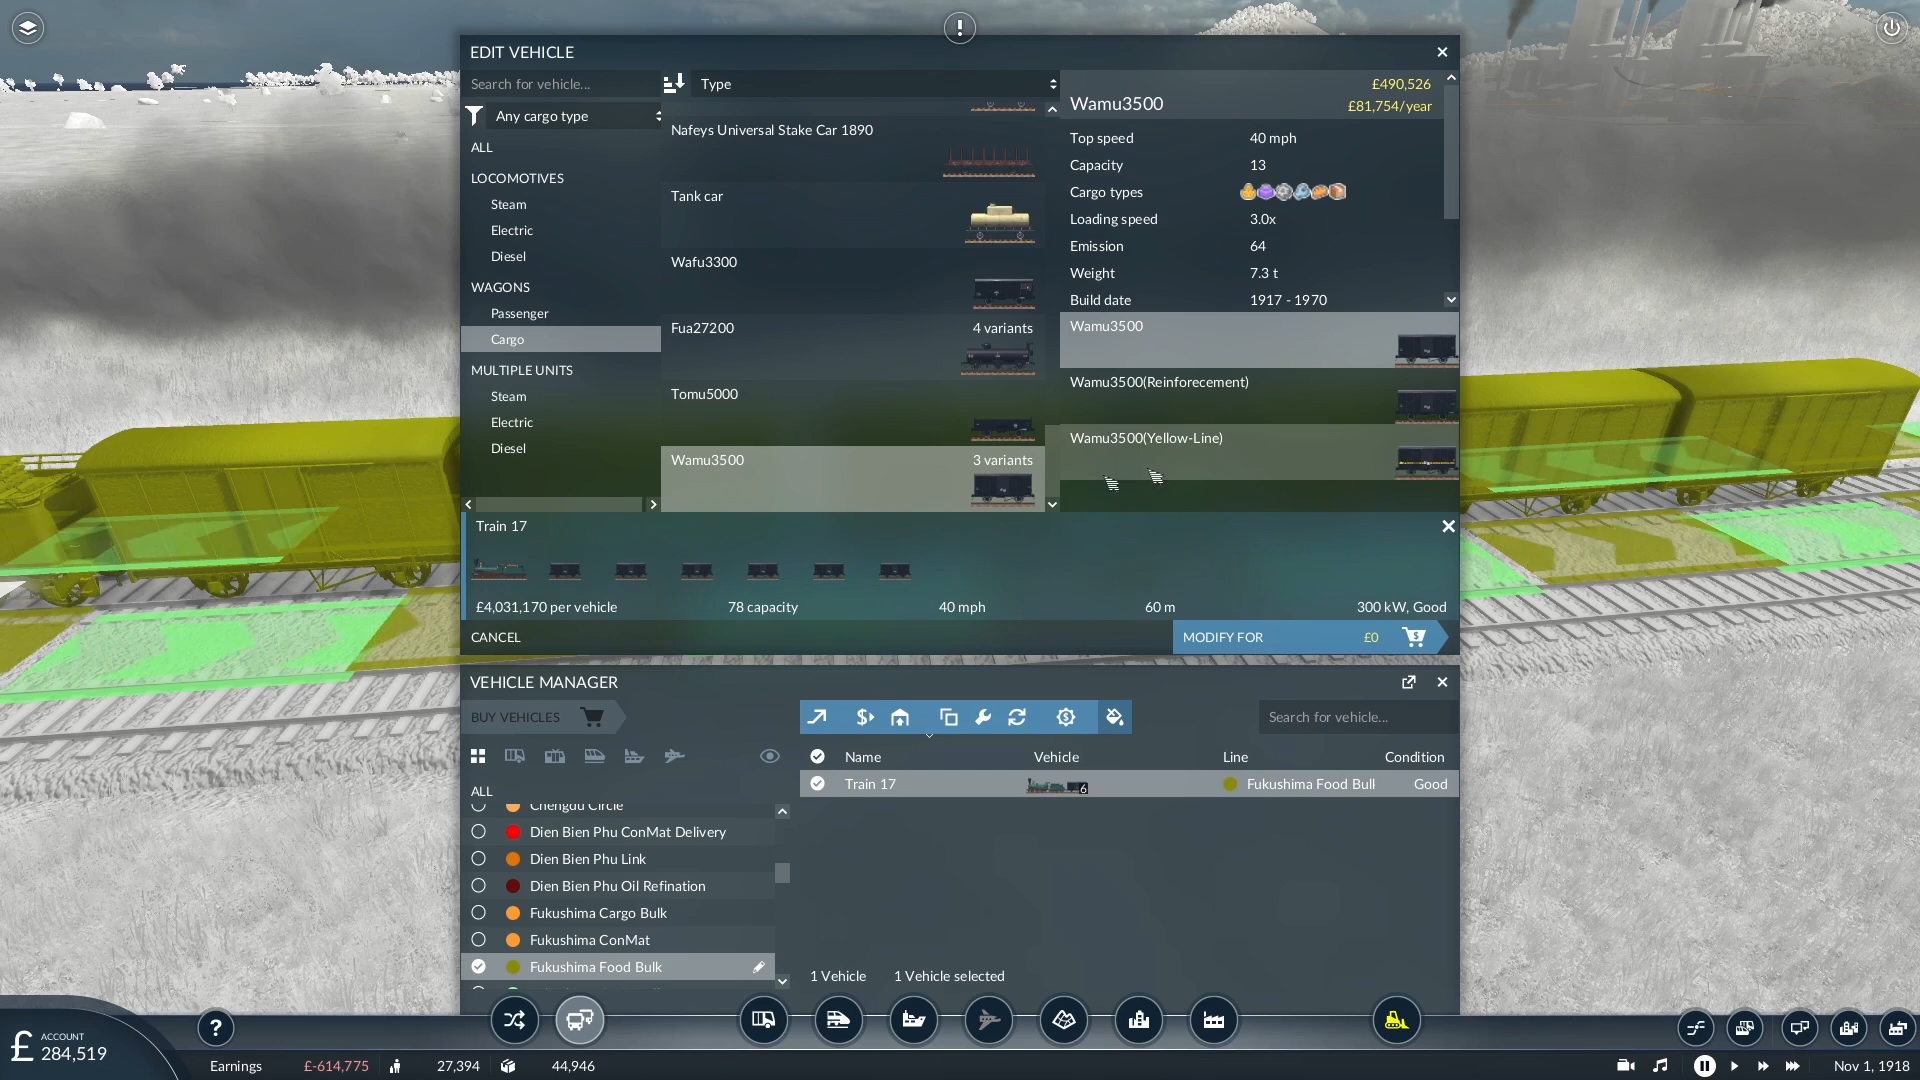 EDIT VEHICLE
Search for vehicle...
Type
Any cargo type
ALL
LOCOMOTIVES
Steam
Electric
Diesel
WAGONS
Passenger
Cargo
MULTIPLE UNITS
Steam
Electric
Diesel
Nafeys Universal Stake Car 1890
Tank car
Wafu3300
Fua27200 4 variants
Tomu5000
Wamu3500 3 variants
£490,526
Wamu3500 £81,754/year
Top speed 40 mph
Capacity 13
Cargo types
Loading speed 3.0x
Emission 64
Weight 7.3 t
Build date 1917 - 1970
Wamu3500
Wamu3500(Reinforecement)
Wamu3500(Yellow-Line)
Train 17
£4,031,170 per vehicle 78 capacity 40 mph 60 m 300 kW, Good
CANCEL
MODIFY FOR £0
VEHICLE MANAGER
BUY VEHICLES
Search for vehicle...
ALL
Chengdu Circle
Dien Bien Phu ConMat Delivery
Dien Bien Phu Link
Dien Bien Phu Oil Refination
Fukushima Cargo Bulk
Fukushima ConMat
Fukushima Food Bulk
Name Vehicle Line Condition
Train 17 6 Fukushima Food Bull Good
1 Vehicle 1 Vehicle selected
£ ACCOUNT
284,519
?
Earnings £-614,775 27,394 44,946
Nov 1, 1918